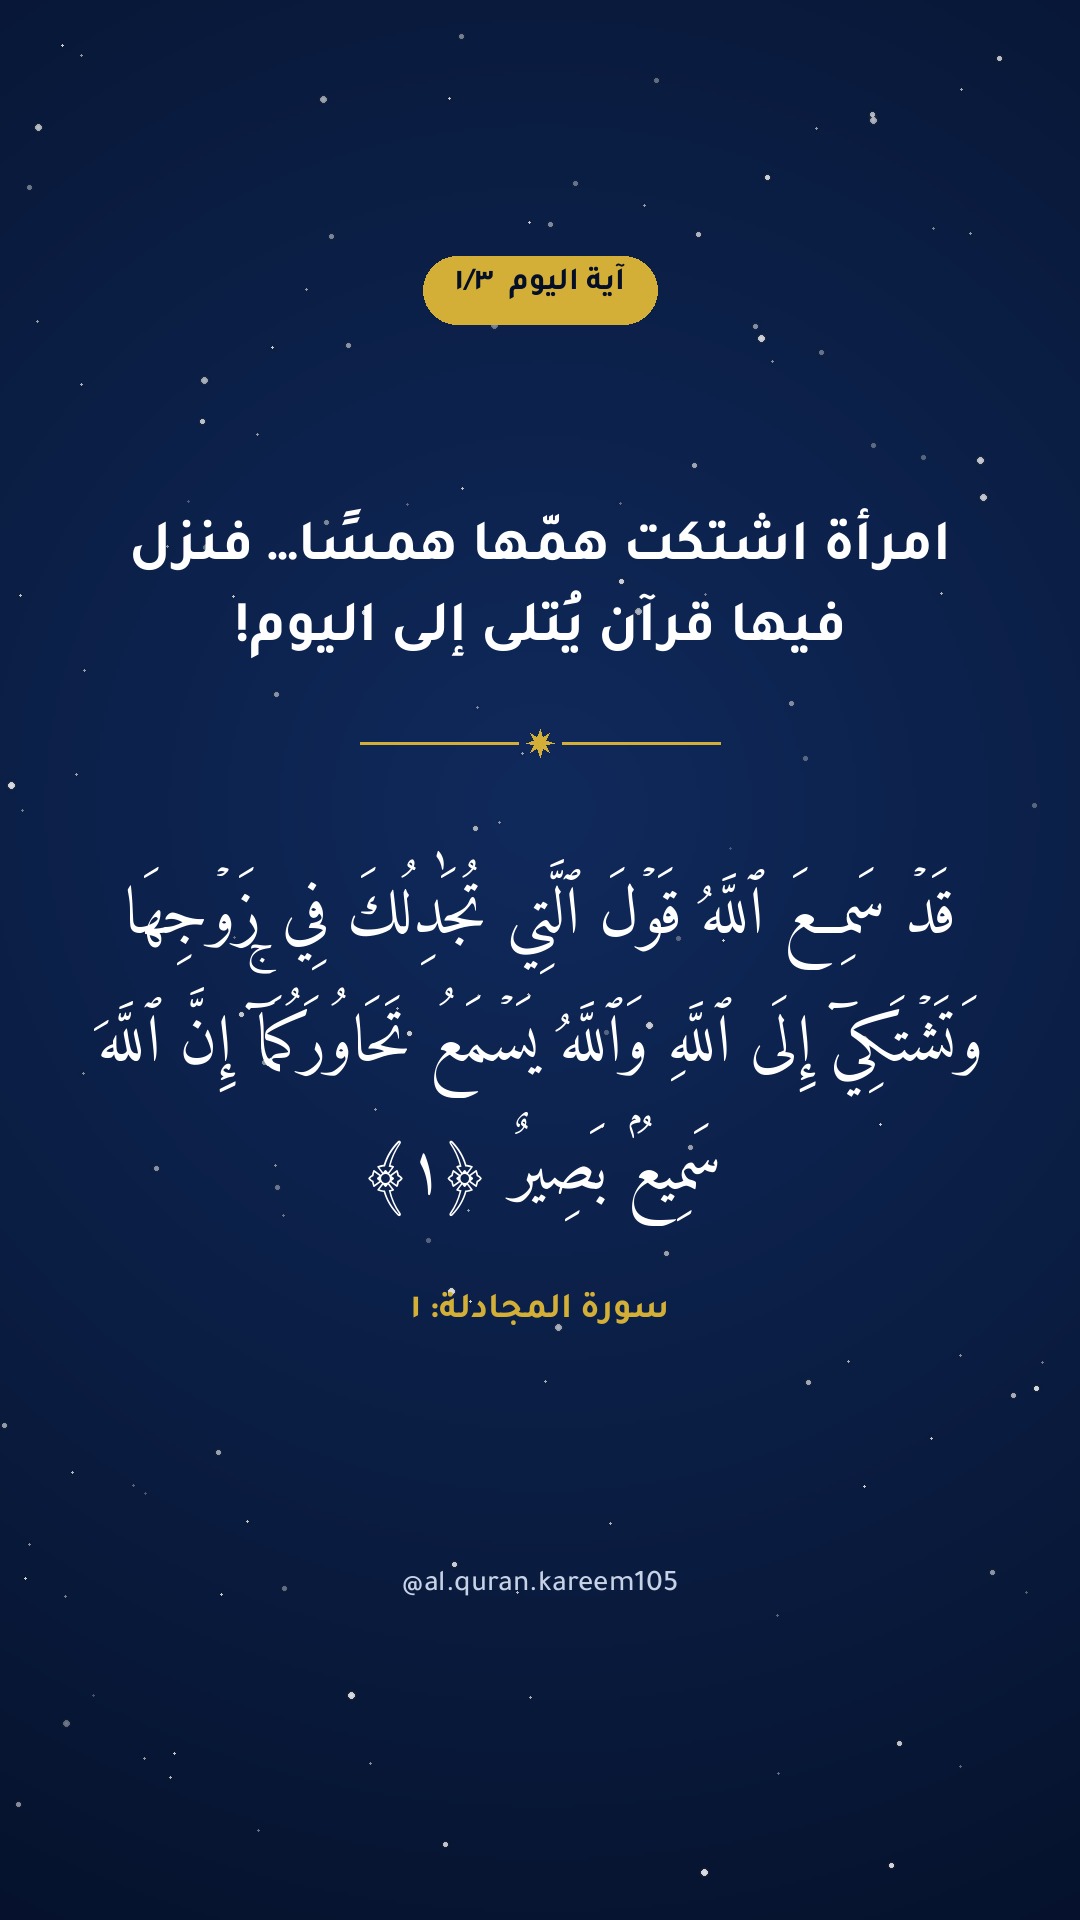 آية اليوم ١/٣
امرأة اشتكت همّها همسًا... فنزل
فيها قرآن يُتلى إلى اليوم!
قَدۡ سَمِعَ ٱللَّهُ قَوۡلَ ٱلَّتِي تُجَٰدِلُكَ فِي زَوۡجِهَا
وَتَشۡتَكِيٓ إِلَى ٱللَّهِ وَٱللَّهُ يَسۡمَعُ تَحَاوُرَكُمَآۚ إِنَّ ٱللَّهَ
سَمِيعُۢ بَصِيرٌ ﴿١﴾
سورة المجادلة: ١
@al.quran.kareem105